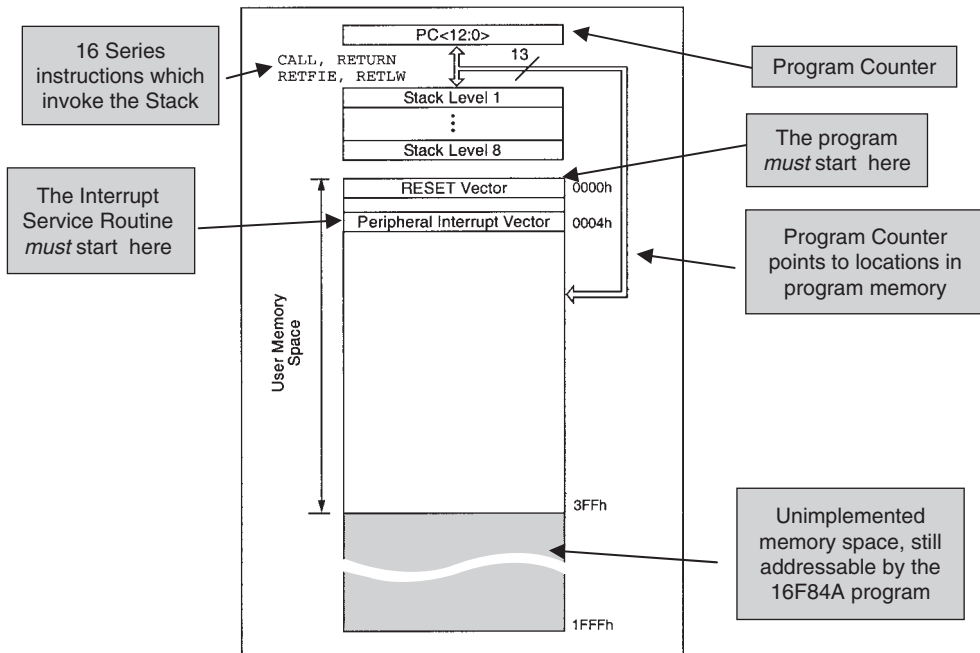 16 Series
instructions which
invoke the Stack
PC<12:0>
CALL, RETURN
RETFIE, RETLW
13
Program Counter
Stack Level 1
⋮
Stack Level 8
The program
must start here
The Interrupt
Service Routine
must start here
RESET Vector
0000h
Peripheral Interrupt Vector
0004h
Program Counter
points to locations in
program memory
User Memory
Space
3FFh
Unimplemented
memory space, still
addressable by the
16F84A program
1FFFh